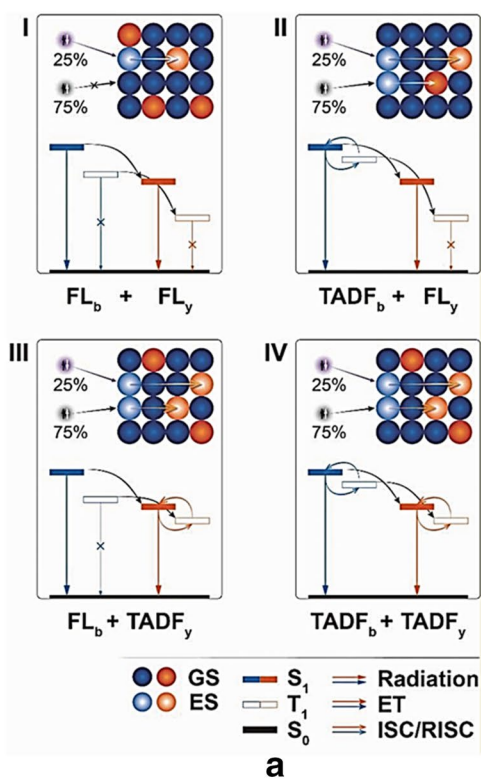 I
25%
75%
FLb + FLy
II
25%
75%
TADFb + FLy
III
25%
75%
FLb + TADFy
IV
25%
75%
TADFb + TADFy
GS S1 Radiation
ES T1 ET
S0 ISC/RISC
a